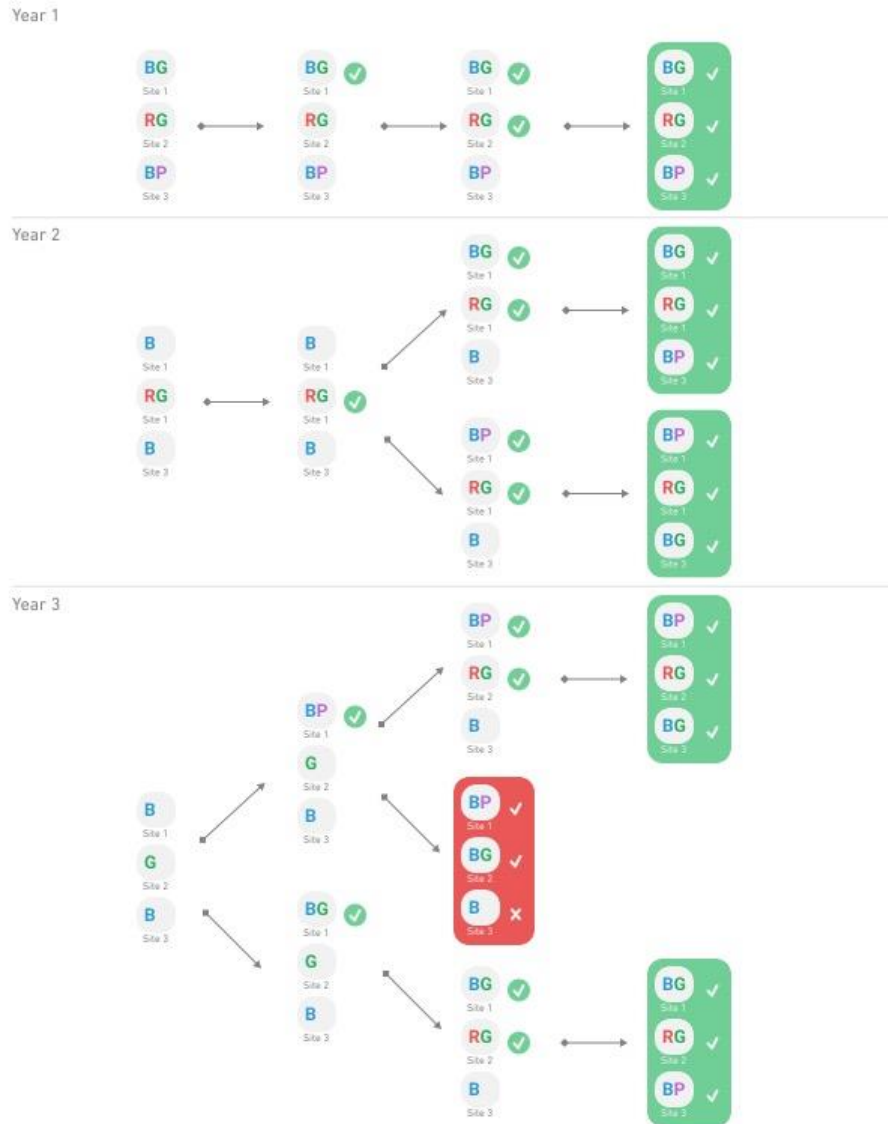 Year 1
BG BG BG BG
Site 1 Site 1 Site 1 Site 1
RG RG RG RG
Site 2 Site 2 Site 2 Site 2
BP BP BP BP
Site 3 Site 3 Site 3 Site 3
Year 2
BG BG
Site 1 Site 1
RG RG
Site 1 Site 1
B BP
Site 3 Site 3
B B
Site 1 Site 1
RG RG
Site 1 Site 1
B B
Site 3 Site 3
BP BP
Site 1 Site 1
RG RG
Site 1 Site 1
B BG
Site 3 Site 3
Year 3
BP BP
Site 1 Site 1
RG RG
Site 2 Site 2
B BG
Site 3 Site 3
BP
Site 1
G
Site 2
B
Site 3
B
Site 1
G
Site 2
B
Site 3
BP
Site 1
BG
Site 2
B
Site 3
BG
Site 1
G
Site 2
B
Site 3
BG BG
Site 1 Site 1
RG RG
Site 2 Site 2
B BP
Site 3 Site 3